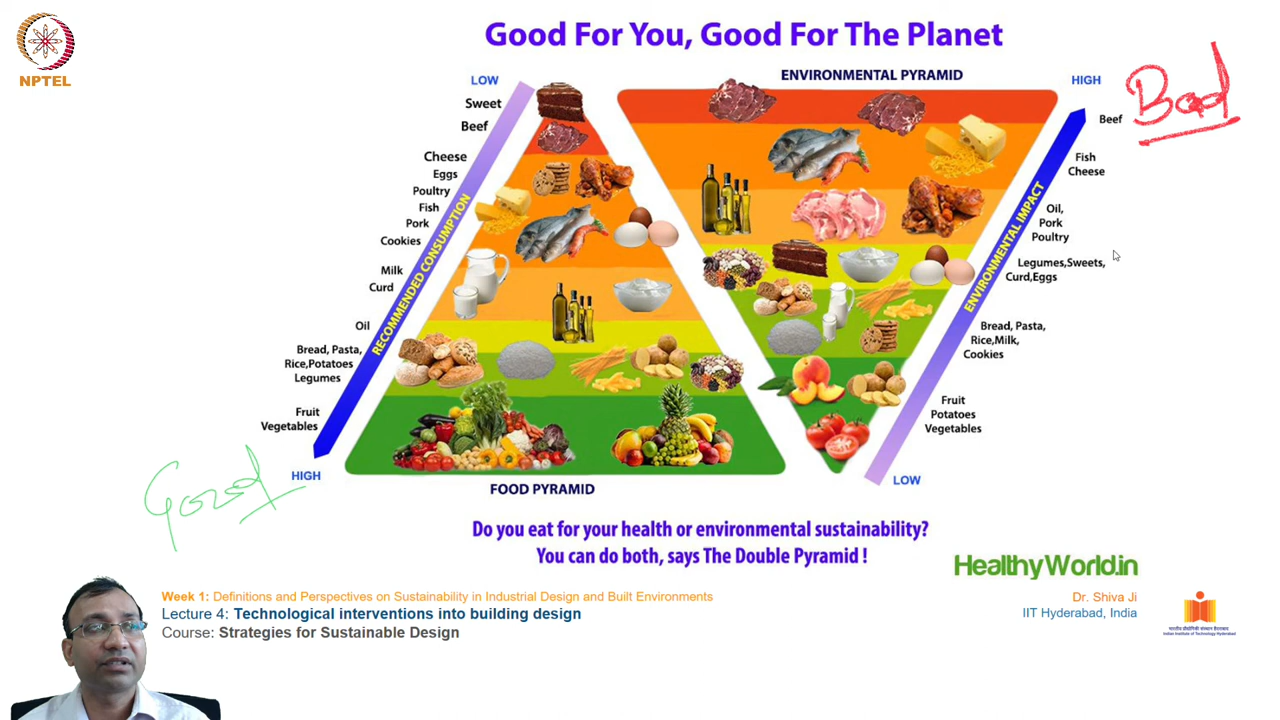 NPTEL
Good For You, Good For The Planet
LOW
Sweet
Beef
Cheese
Eggs
Poultry
Fish
Pork
Cookies
Milk
Curd
Oil
Bread, Pasta,
Rice,Potatoes
Legumes
Fruit
Vegetables
HIGH
RECOMMENDED CONSUMPTION
FOOD PYRAMID
ENVIRONMENTAL PYRAMID
HIGH
Beef
Fish
Cheese
Oil,
Pork
Poultry
Legumes,Sweets,
Curd,Eggs
Bread, Pasta,
Rice,Milk,
Cookies
Fruit
Potatoes
Vegetables
LOW
ENVIRONMENTAL IMPACT
Bad
Good
Do you eat for your health or environmental sustainability?
You can do both, says The Double Pyramid !
HealthyWorld.in
Week 1: Definitions and Perspectives on Sustainability in Industrial Design and Built Environments
Lecture 4: Technological interventions into building design
Course: Strategies for Sustainable Design
Dr. Shiva Ji
IIT Hyderabad, India
Indian Institute of Technology Hyderabad